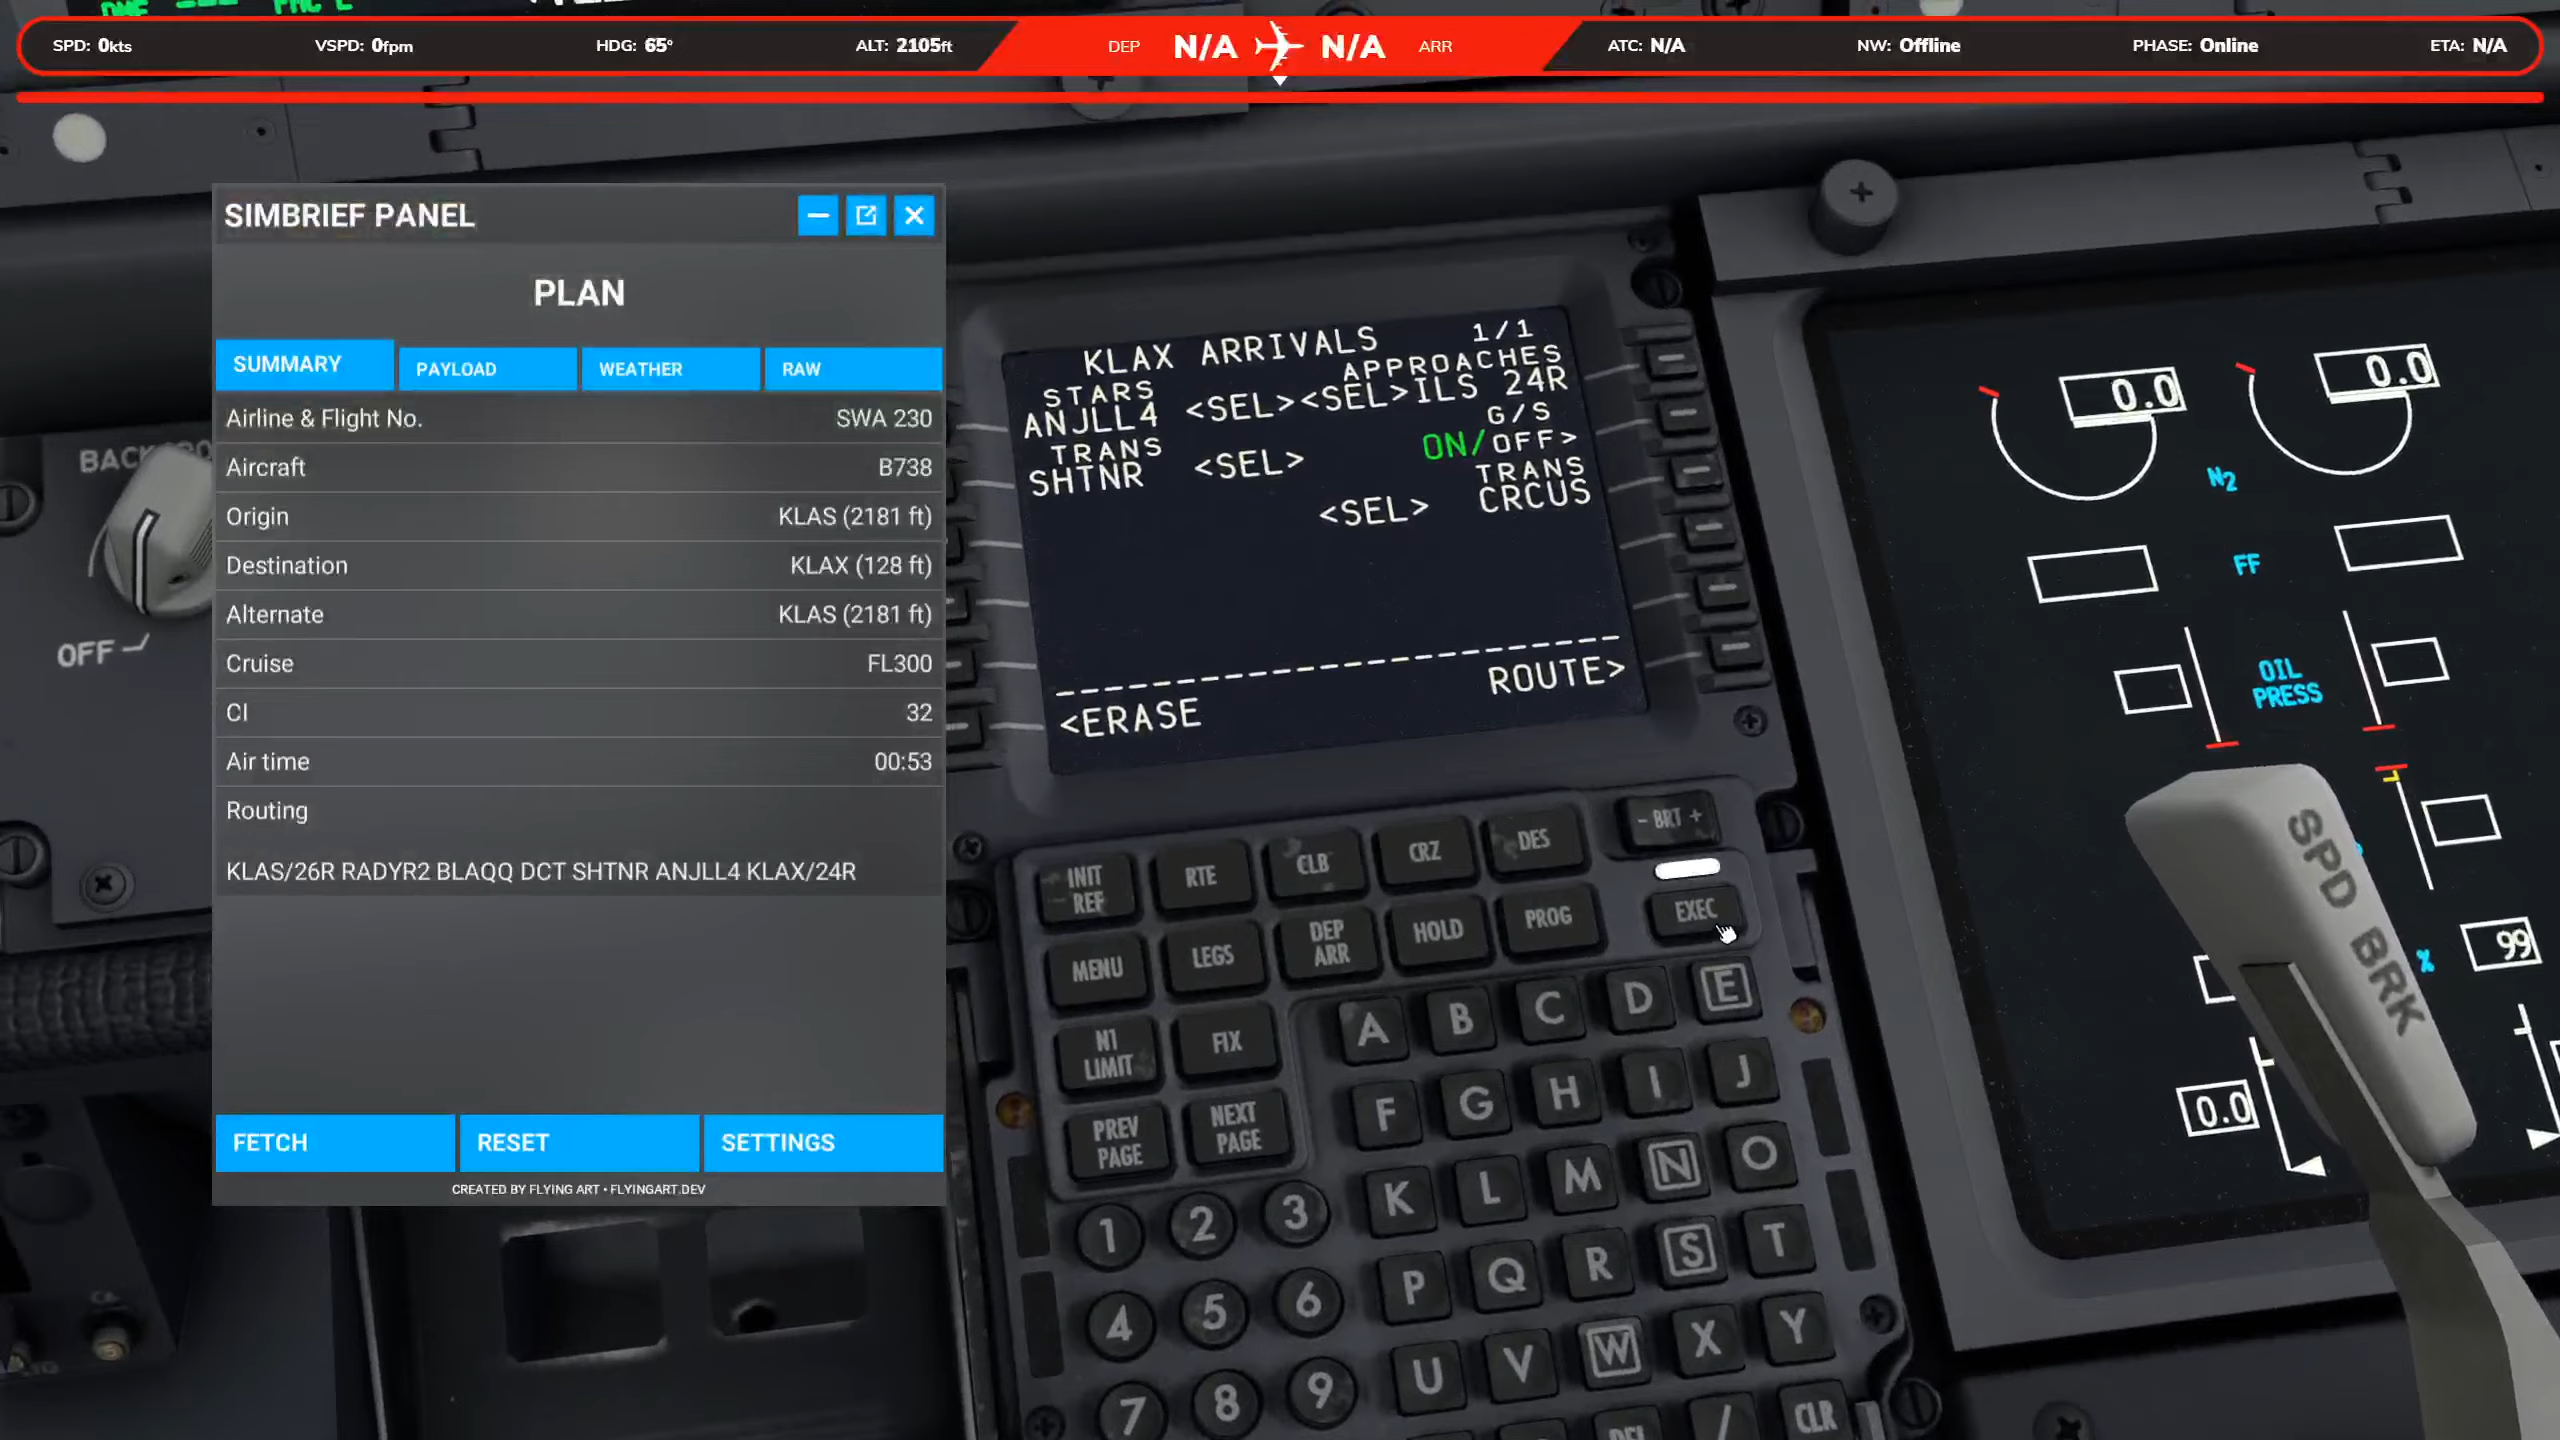 SPD: 0kts VSPD: 0fpm HDG: 65° ALT: 2105ft DEP N/A N/A ARR ATC: N/A NW: Offline PHASE: Online ETA: N/A
SIMBRIEF PANEL
PLAN
SUMMARY PAYLOAD WEATHER RAW
Airline & Flight No. SWA 230
Aircraft B738
Origin KLAS (2181 ft)
Destination KLAX (128 ft)
Alternate KLAS (2181 ft)
Cruise FL300
CI 32
Air time 00:53
Routing
KLAS/26R RADYR2 BLAQQ DCT SHTNR ANJLL4 KLAX/24R
FETCH RESET SETTINGS
CREATED BY FLYING ART • FLYINGART.DEV
OFF
KLAX ARRIVALS 1/1
STARS APPROACHES
ANJLL4 <SEL><SEL>ILS 24R
TRANS G/S
ON/OFF>
SHTNR <SEL> TRANS
<SEL> CRCUS
<ERASE ROUTE>
INIT REF RTE CLB CRZ DES - BRT +
MENU LEGS DEP ARR HOLD PROG EXEC
N1 LIMIT FIX
PREV PAGE NEXT PAGE
A B C D E
F G H I J
K L M N O
P Q R S T
U V W X Y
/ CLR
1 2 3
4 5 6
7 8 9
0.0 0.0
N2
FF
OIL PRESS
% 99
0.0
SPD BRK